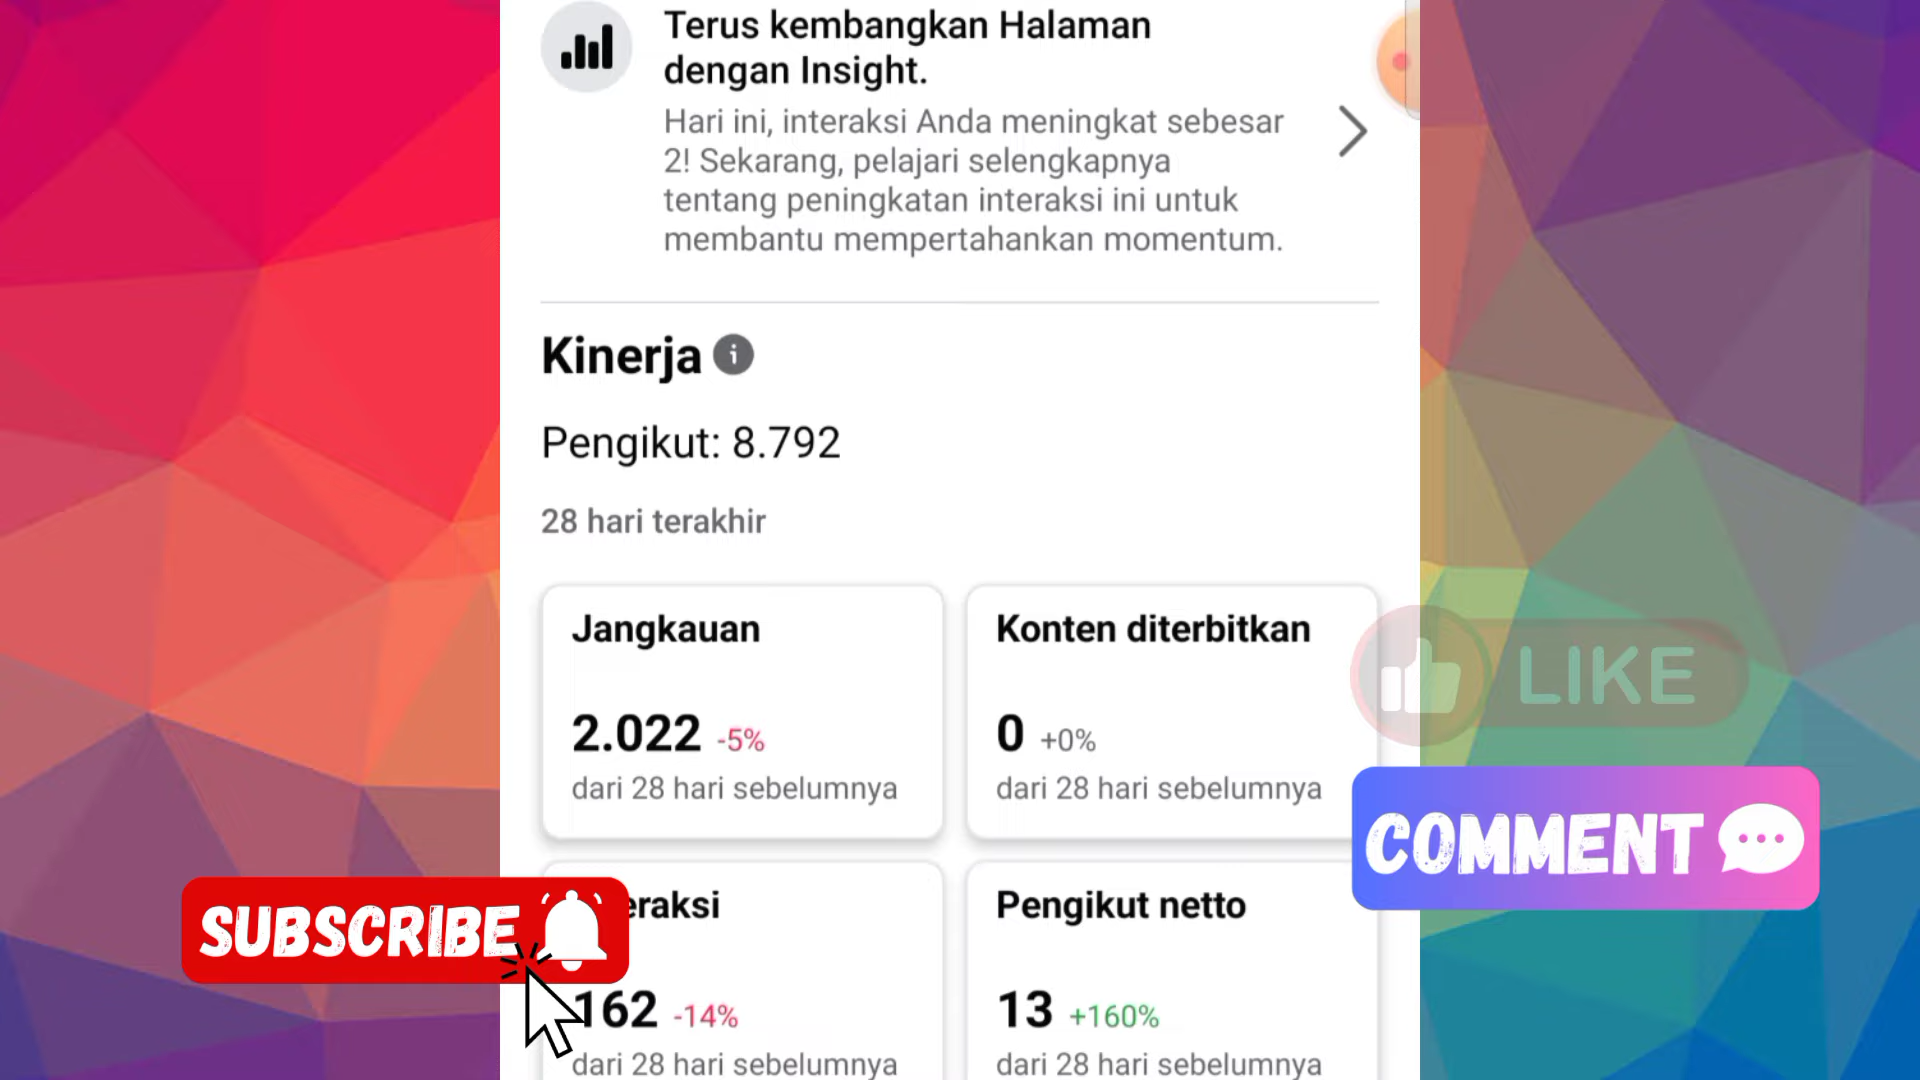 Terus kembangkan Halaman
dengan Insight.
Hari ini, interaksi Anda meningkat sebesar
2! Sekarang, pelajari selengkapnya
tentang peningkatan interaksi ini untuk
membantu mempertahankan momentum.
Kinerja
Pengikut: 8.792
28 hari terakhir
Jangkauan
2.022 -5%
dari 28 hari sebelumnya
Konten diterbitkan
0 +0%
dari 28 hari sebelumnya
eraksi
162 -14%
dari 28 hari sebelumnya
Pengikut netto
13 +160%
dari 28 hari sebelumnya
LIKE
COMMENT
SUBSCRIBE